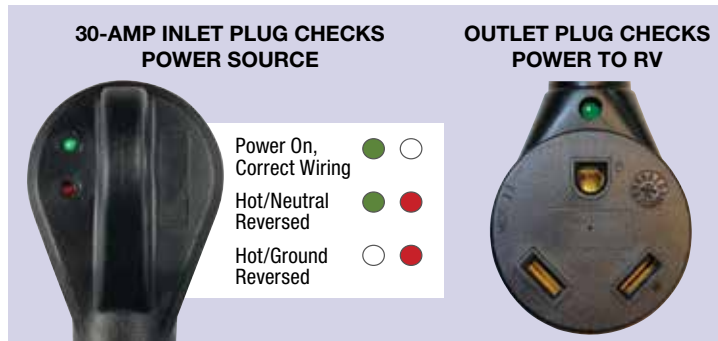 30-AMP INLET PLUG CHECKS
POWER SOURCE
OUTLET PLUG CHECKS
POWER TO RV
Power On,
Correct Wiring
Hot/Neutral
Reversed
Hot/Ground
Reversed